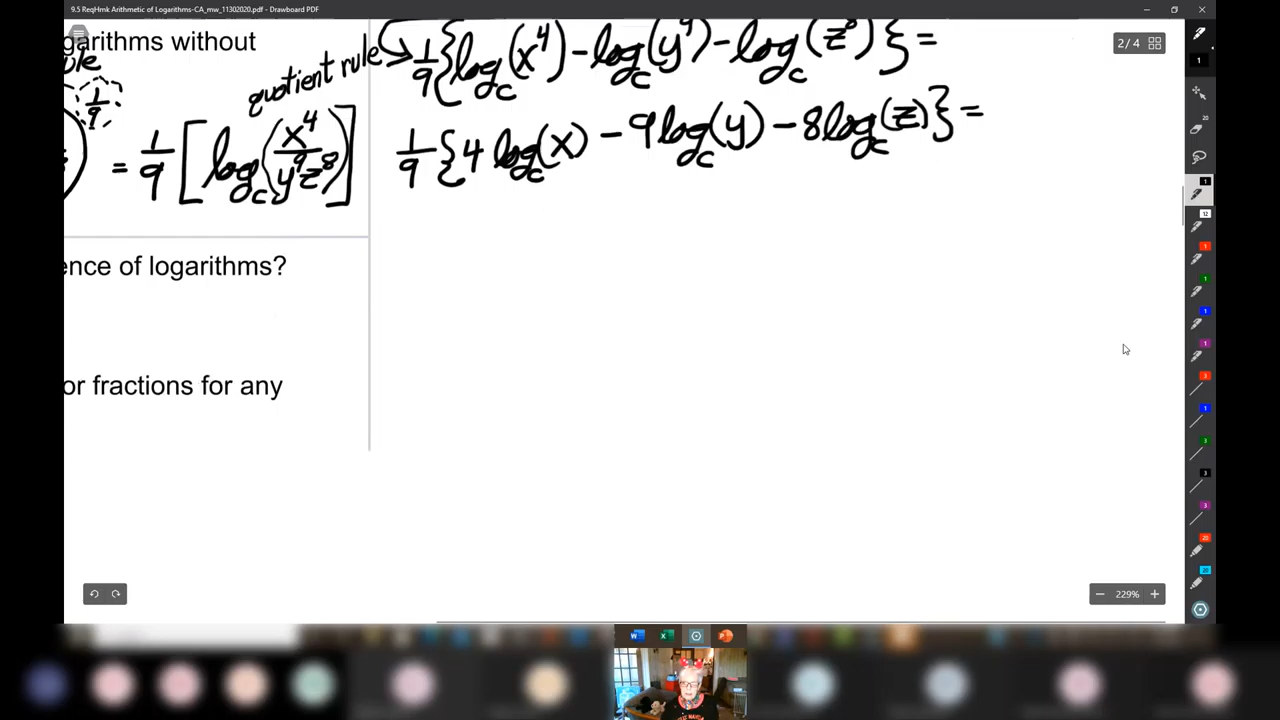 9.5 ReqHmk Arithmetic of Logarithms-CA_mw_11302020.pdf - Drawboard PDF
2/4
garithms without
quotient rule
1/9 {log_c(x^4) - log_c(y^9) - log_c(z^8)} =
1/9
= 1/9 [log_c(x^4/y^9z^8)]
1/9 {4 log_c(x) - 9 log_c(y) - 8 log_c(z)} =
ence of logarithms?
or fractions for any
229%